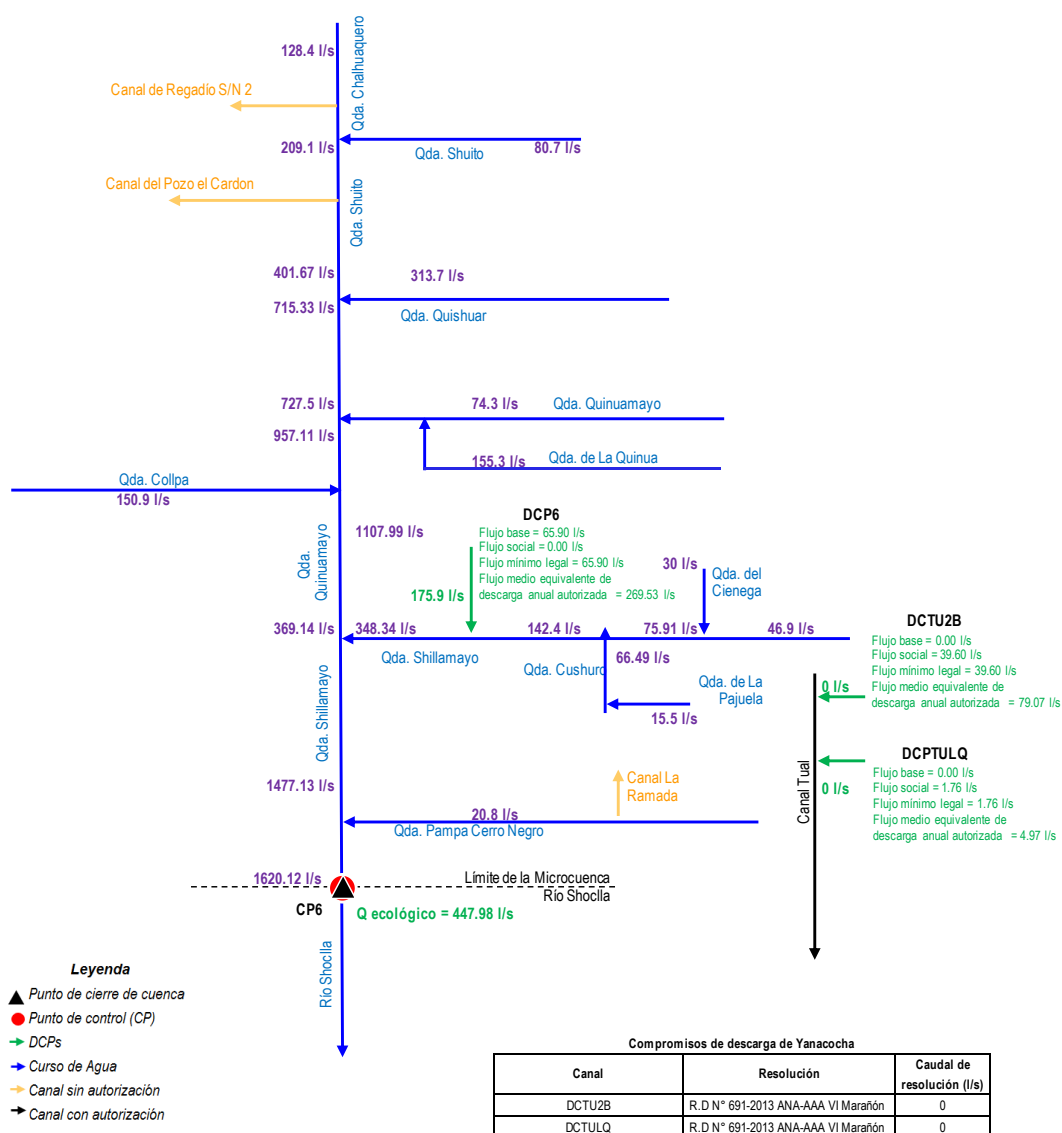 128.4 l/s
Qda. Chalhuaquero
Canal de Regadío S/N 2
209.1 l/s
Qda. Shuito
80.7 l/s
Canal del Pozo el Cardon
Qda. Shuito
401.67 l/s
313.7 l/s
715.33 l/s
Qda. Quishuar
727.5 l/s
74.3 l/s
Qda. Quinuamayo
957.11 l/s
155.3 l/s
Qda. de La Quinua
Qda. Collpa
150.9 l/s
1107.99 l/s
Qda.
Quinuamayo
DCP6
Flujo base = 65.90 l/s
Flujo social = 0.00 l/s
Flujo mínimo legal = 65.90 l/s
Flujo medio equivalente de
descarga anual autorizada = 269.53 l/s
175.9 l/s
30 l/s
Qda. del
Cienega
369.14 l/s
348.34 l/s
142.4 l/s
75.91 l/s
46.9 l/s
Qda. Shillamayo
Qda. Cushuro
66.49 l/s
Qda. de La
Pajuela
15.5 l/s
DCTU2B
Flujo base = 0.00 l/s
Flujo social = 39.60 l/s
Flujo mínimo legal = 39.60 l/s
Flujo medio equivalente de
descarga anual autorizada = 79.07 l/s
0 l/s
DCPTULQ
Flujo base = 0.00 l/s
Flujo social = 1.76 l/s
Flujo mínimo legal = 1.76 l/s
Flujo medio equivalente de
descarga anual autorizada = 4.97 l/s
0 l/s
Canal Tual
Qda. Shillamayo
1477.13 l/s
Canal La
Ramada
20.8 l/s
Qda. Pampa Cerro Negro
1620.12 l/s
Límite de la Microcuenca
Río Shoclla
CP6
Q ecológico = 447.98 l/s
Río Shoclla
Leyenda
Punto de cierre de cuenca
Punto de control (CP)
DCPs
Curso de Agua
Canal sin autorización
Canal con autorización
Compromisos de descarga de Yanacocha
Canal Resolución Caudal de resolución (l/s)
DCTU2B R.D N° 691-2013 ANA-AAA VI Marañón 0
DCTULQ R.D N° 691-2013 ANA-AAA VI Marañón 0